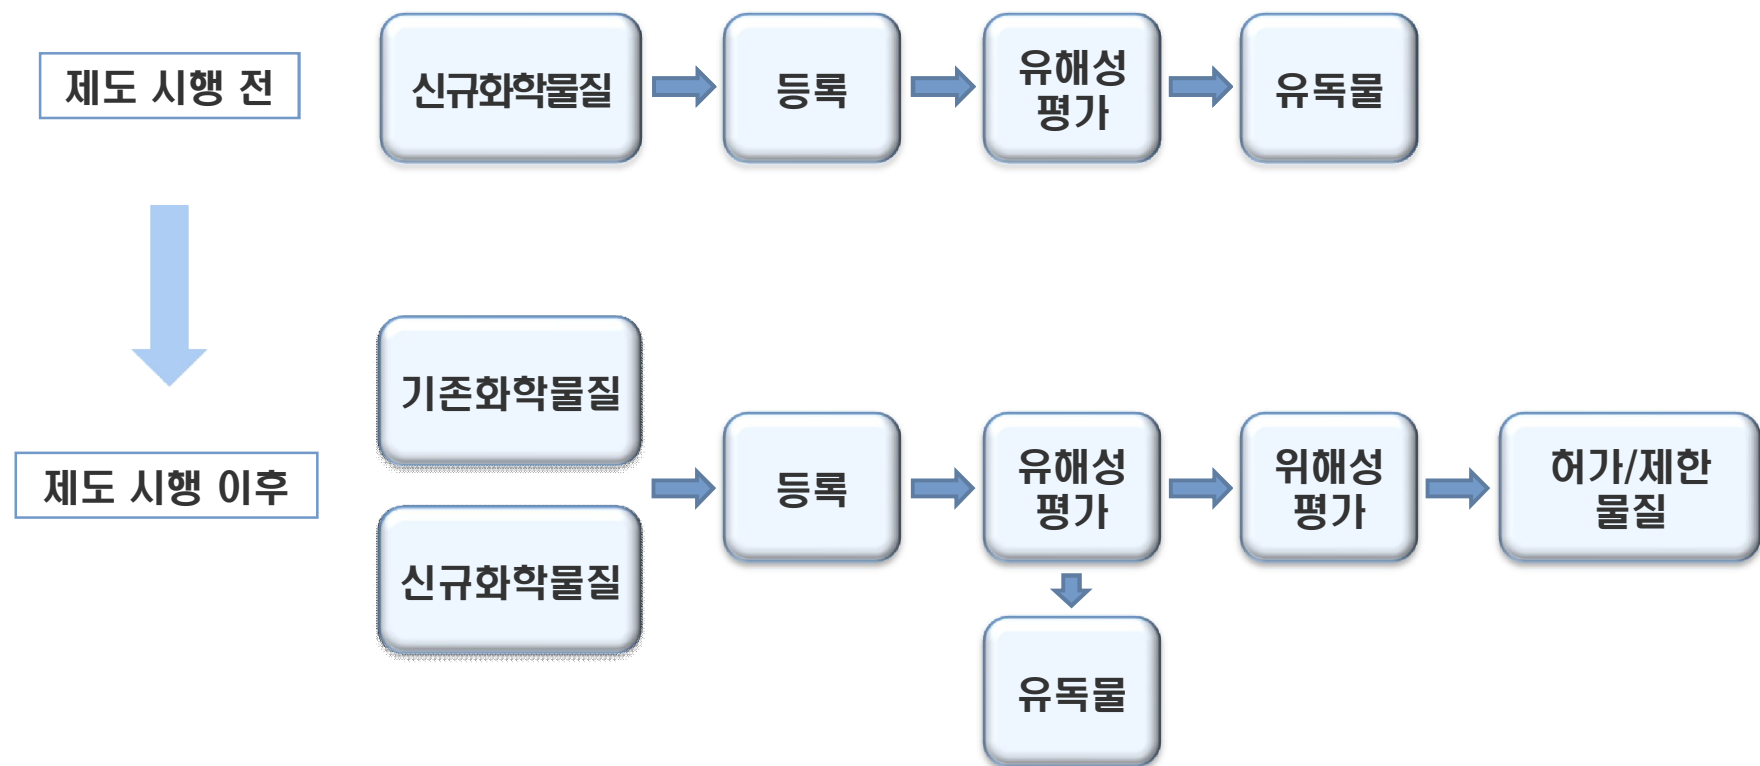 제도 시행 전
신규화학물질
등록
유해성
평가
유독물
제도 시행 이후
기존화학물질
신규화학물질
등록
유해성
평가
위해성
평가
허가/제한
물질
유독물